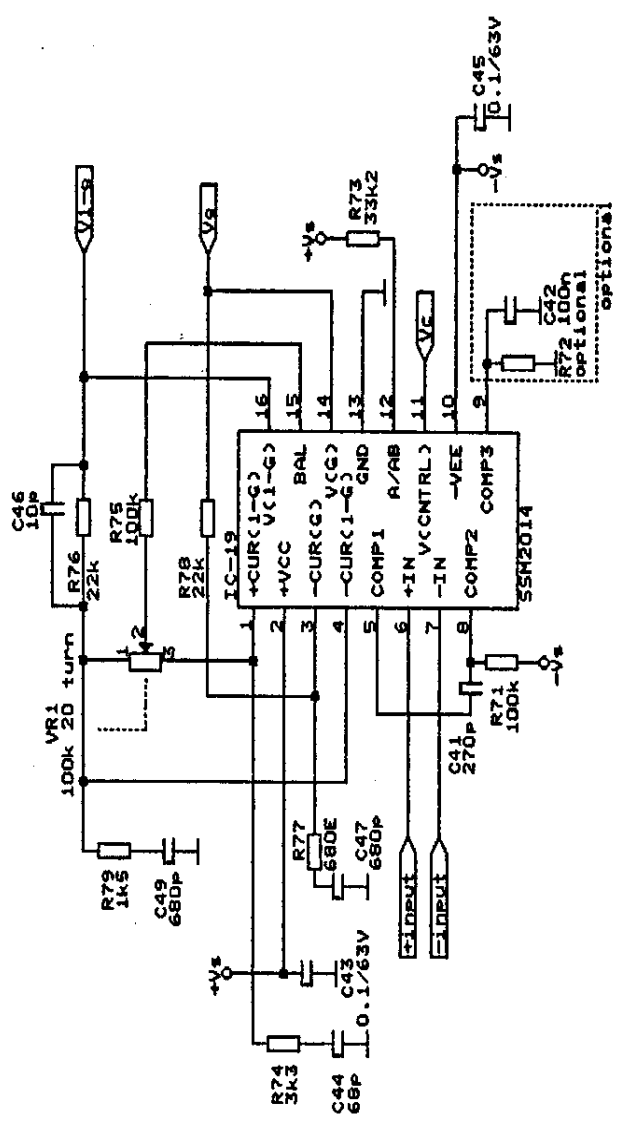 V1-g
Vg
C46
10p
R76
22k
R75
100k
R78
22k
VR1
100k 20 turn
1
2
3
R79
1k5
C49
680p
R77
680E
C47
680p
+Vs
C43
0.1/63V
R74
3k3
C44
68p
IC-19
SSM2014
1
2
3
4
5
6
7
8
+CUR(1-G)
+VCC
-CUR(G)
-CUR(1-G)
COMP1
+IN
-IN
COMP2
V(1-G)
BAL
V(G)
GND
A/AB
V(CNTRL)
-VEE
COMP3
16
15
14
13
12
11
10
9
+Vs
R73
33k2
Vc
C45
0.1/63V
-Vs
C42
100n
optional
R72
optional
+input
-input
C41
270p
R71
100k
-Vs